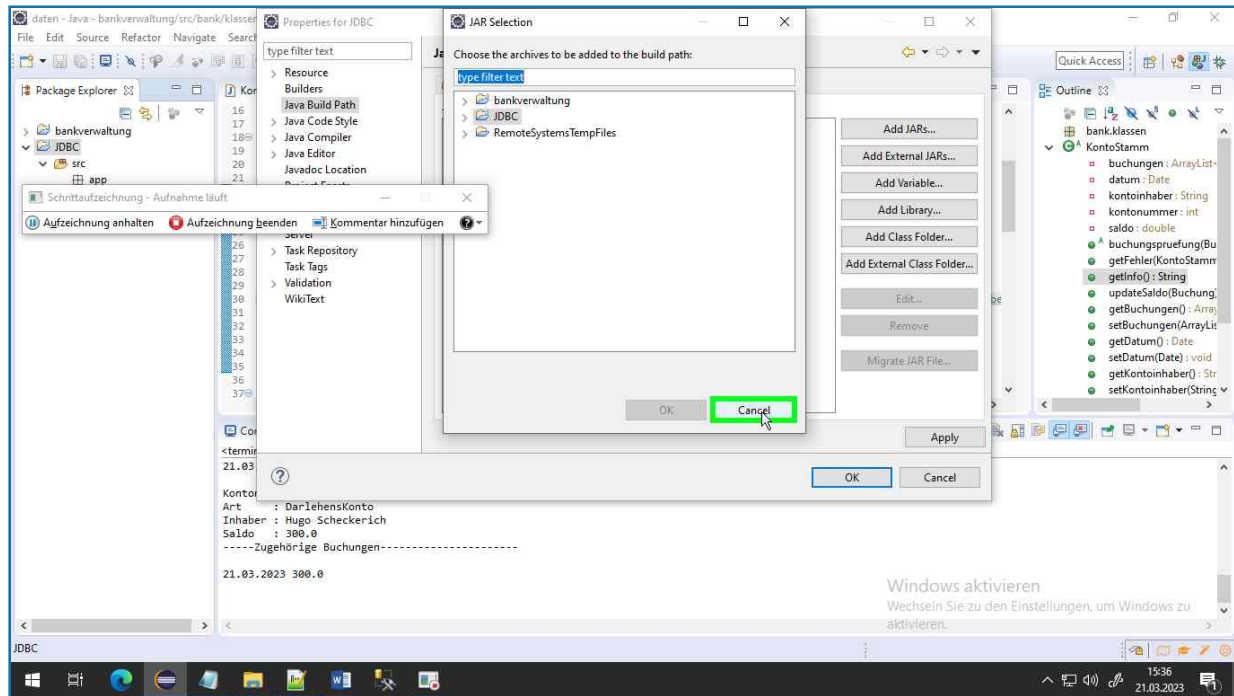 daten - Java - bankverwaltung/src/bank/klasser
File Edit Source Refactor Navigate Search
Quick Access
Package Explorer
bankverwaltung
JDBC
src
app
16
17
18
19
20
21
26
27
28
29
30
31
32
33
34
35
36
37
Properties for JDBC
type filter text
Resource
Builders
Java Build Path
Java Code Style
Java Compiler
Java Editor
Javadoc Location
Server
Task Repository
Task Tags
Validation
WikiText
Schrittaufzeichnung - Aufnahme läuft
Aufzeichnung anhalten Aufzeichnung beenden Kommentar hinzufügen
JAR Selection
Choose the archives to be added to the build path:
type filter text
bankverwaltung
JDBC
RemoteSystemsTempFiles
OK Cancel
Add JARs...
Add External JARs...
Add Variable...
Add Library...
Add Class Folder...
Add External Class Folder...
Edit...
Remove
Migrate JAR File...
Apply
OK Cancel
Outline
bank.klassen
KontoStamm
buchungen : ArrayList<
datum : Date
kontoinhaber : String
kontonummer : int
saldo : double
buchungspruefung(Bu
getFehler(KontoStamm
getInfo() : String
updateSaldo(Buchung)
getBuchungen() : Array
setBuchungen(ArrayLis
getDatum() : Date
setDatum(Date) : void
getKontoinhaber() : Str
setKontoinhaber(String
<termin
21.03
Konto
Art : DarlehensKonto
Inhaber : Hugo Scheckerich
Saldo : 300.0
-----Zugehörige Buchungen----------------------
21.03.2023 300.0
Windows aktivieren
Wechseln Sie zu den Einstellungen, um Windows zu
aktivieren.
JDBC
15:36
21.03.2023